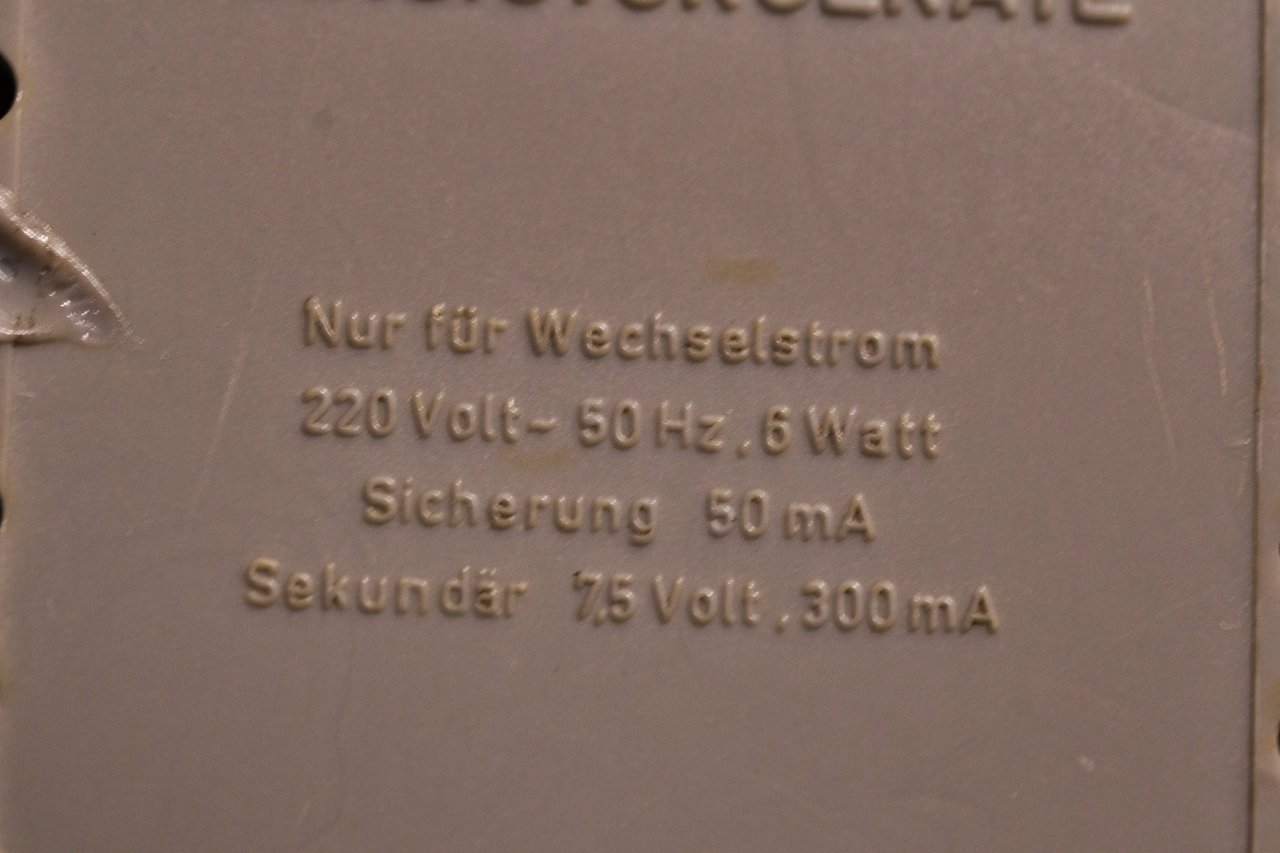 Nur für Wechselstrom
220 Volt~ 50 Hz, 6 Watt
Sicherung 50 mA
Sekundär 7,5 Volt, 300 mA